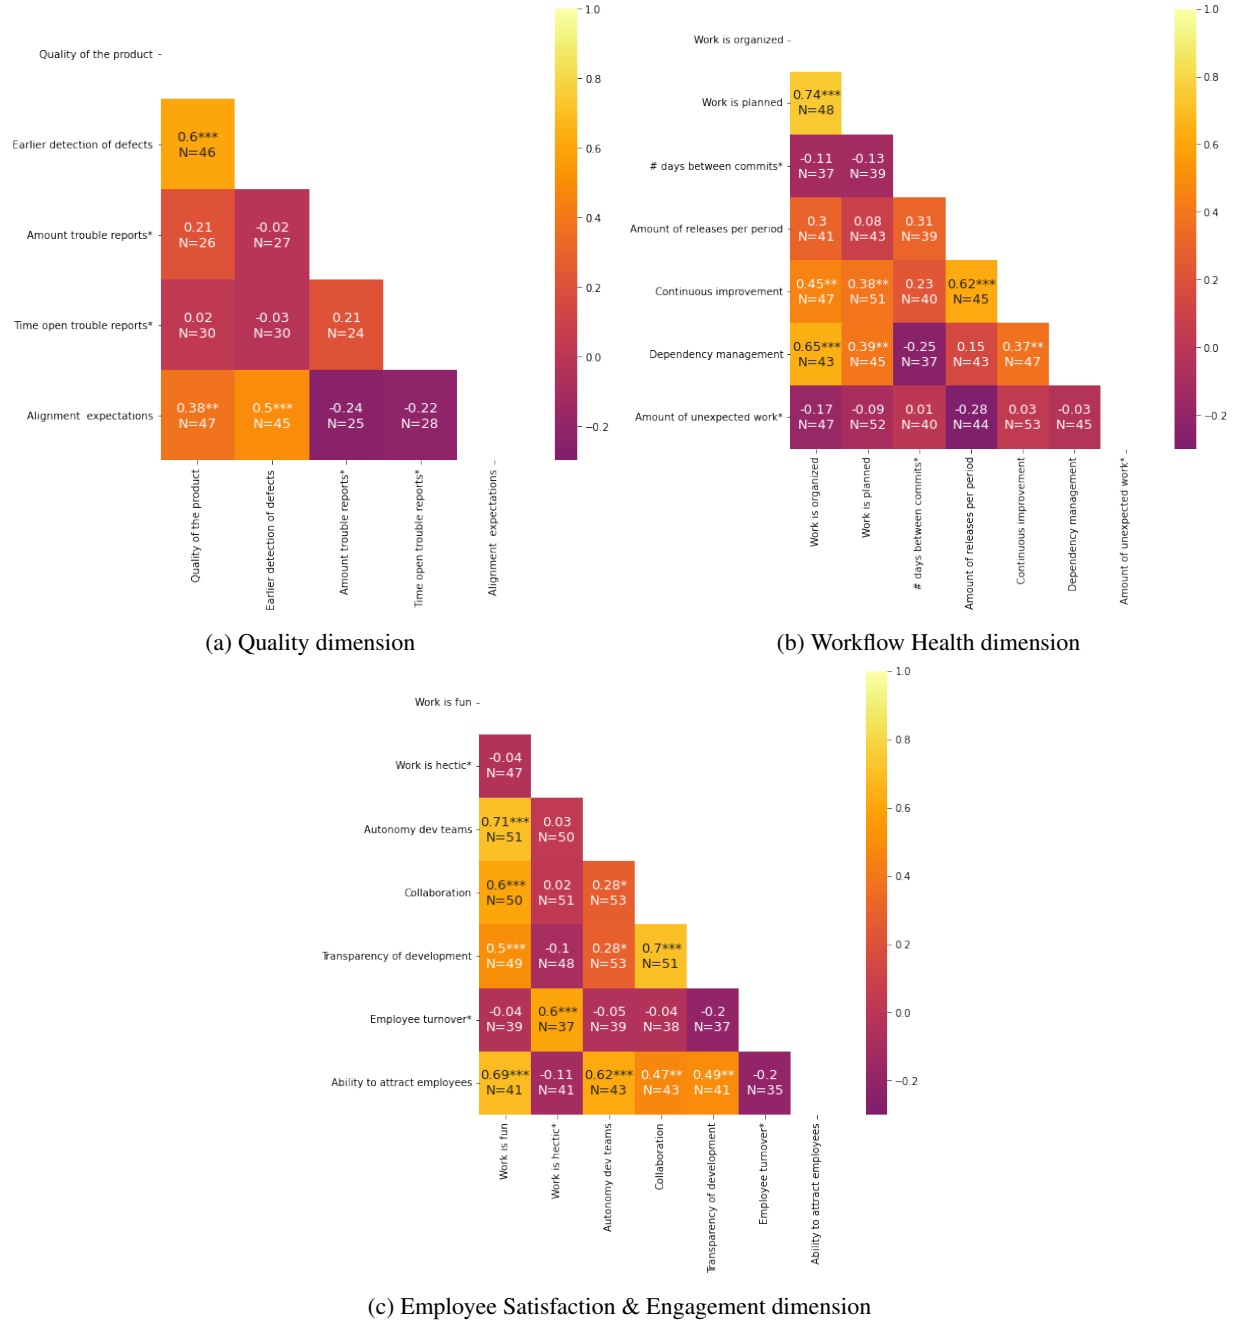 1.0
0.8
0.6
0.4
0.2
0.0
−0.2
Quality of the product
Earlier detection of defects
0.6***
N=46
Amount trouble reports*
0.21 -0.02
N=26 N=27
Time open trouble reports*
0.02 -0.03 0.21
N=30 N=30 N=24
Alignment expectations
0.38** 0.5*** -0.24 -0.22
N=47 N=45 N=25 N=28
Quality of the product
Earlier detection of defects
Amount trouble reports*
Time open trouble reports*
Alignment expectations
(a) Quality dimension
1.0
0.8
0.6
0.4
0.2
0.0
−0.2
Work is organized
Work is planned
0.74***
N=48
# days between commits*
-0.11 -0.13
N=37 N=39
Amount of releases per period
0.3 0.08 0.31
N=41 N=43 N=39
Continuous improvement
0.45** 0.38** 0.23 0.62***
N=47 N=51 N=40 N=45
Dependency management
0.65*** 0.39** -0.25 0.15 0.37**
N=43 N=45 N=37 N=43 N=47
Amount of unexpected work*
-0.17 -0.09 0.01 -0.28 0.03 -0.03
N=47 N=52 N=40 N=44 N=53 N=45
Work is organized
Work is planned
# days between commits*
Amount of releases per period
Continuous improvement
Dependency management
Amount of unexpected work*
(b) Workflow Health dimension
1.0
0.8
0.6
0.4
0.2
0.0
−0.2
Work is fun
Work is hectic*
-0.04
N=47
Autonomy dev teams
0.71*** 0.03
N=51 N=50
Collaboration
0.6*** 0.02 0.28*
N=50 N=51 N=53
Transparency of development
0.5*** -0.1 0.28* 0.7***
N=49 N=48 N=53 N=51
Employee turnover*
-0.04 0.6*** -0.05 -0.04 -0.2
N=39 N=37 N=39 N=38 N=37
Ability to attract employees
0.69*** -0.11 0.62*** 0.47** 0.49** -0.2
N=41 N=41 N=43 N=43 N=41 N=35
Work is fun
Work is hectic*
Autonomy dev teams
Collaboration
Transparency of development
Employee turnover*
Ability to attract employees
(c) Employee Satisfaction & Engagement dimension